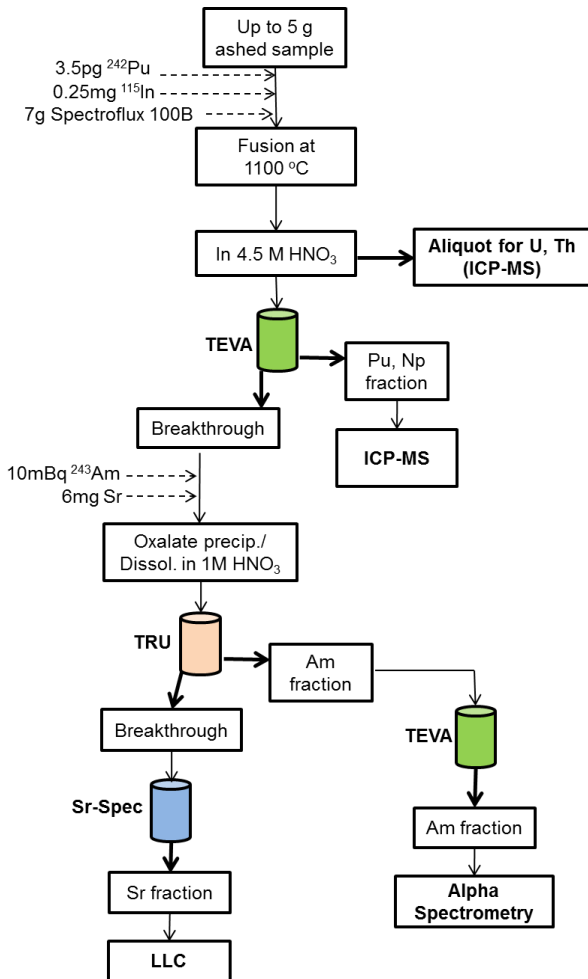 Up to 5 g
ashed sample
3.5pg ²⁴²Pu
0.25mg ¹¹⁵In
7g Spectroflux 100B
Fusion at
1100 ºC
In 4.5 M HNO₃
Aliquot for U, Th
(ICP-MS)
TEVA
Pu, Np
fraction
Breakthrough
ICP-MS
10mBq ²⁴³Am
6mg Sr
Oxalate precip./
Dissol. in 1M HNO₃
TRU
Am
fraction
Breakthrough
TEVA
Sr-Spec
Am fraction
Sr fraction
Alpha
Spectrometry
LLC